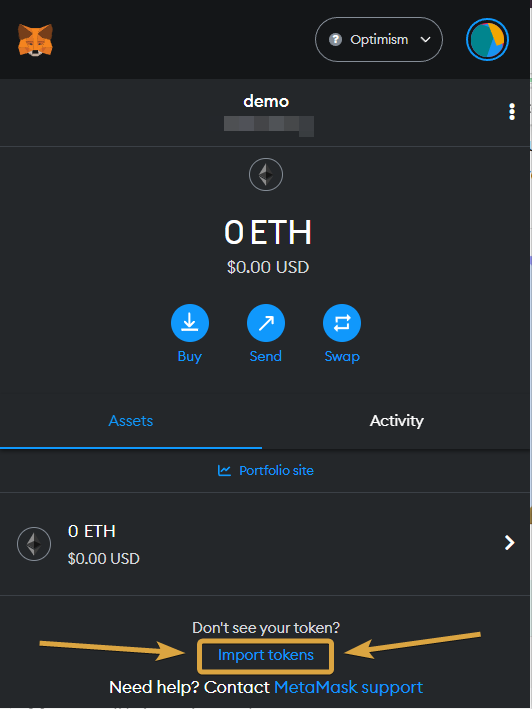 Optimism
demo
0 ETH
$0.00 USD
Buy Send Swap
Assets Activity
Portfolio site
0 ETH
$0.00 USD
Don't see your token?
Import tokens
Need help? Contact MetaMask support